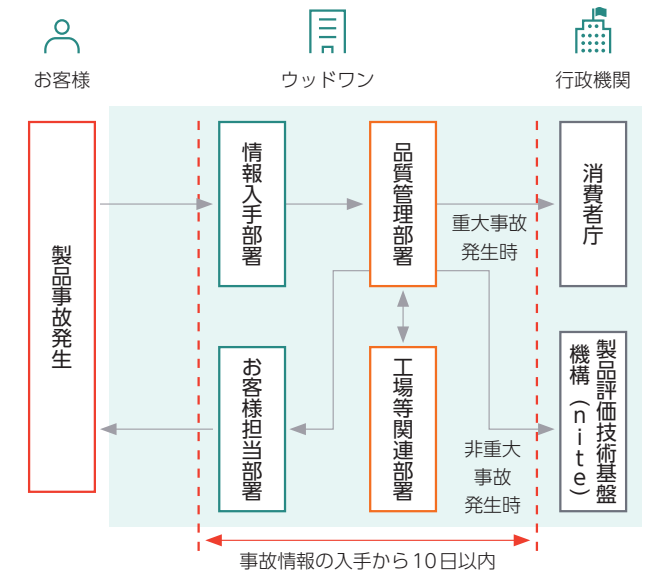 お客様
ウッドワン
行政機関
製品事故発生
情報入手部署
品質管理部署
重大事故
発生時
消費者庁
お客様担当部署
工場等関連部署
非重大
事故
発生時
製品評価技術基盤
機構（nite）
事故情報の入手から10日以内